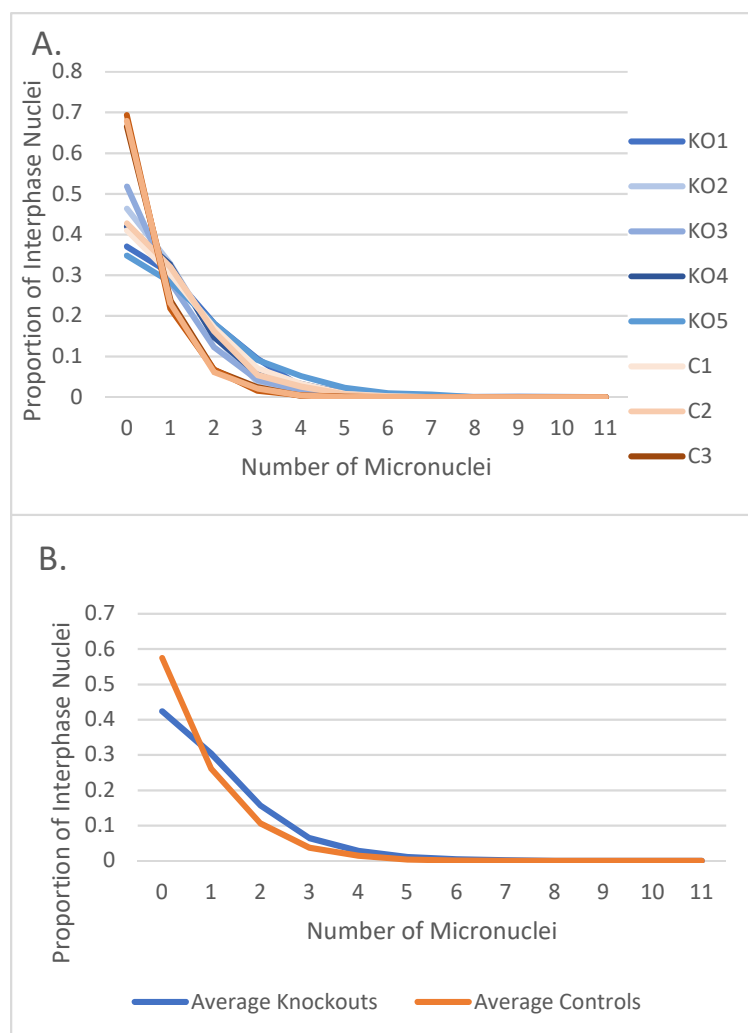 A.
Proportion of Interphase Nuclei
0.8
0.7
0.6
0.5
0.4
0.3
0.2
0.1
0
0 1 2 3 4 5 6 7 8 9 10 11
Number of Micronuclei
KO1
KO2
KO3
KO4
KO5
C1
C2
C3
B.
Proportion of Interphase Nuclei
0.7
0.6
0.5
0.4
0.3
0.2
0.1
0
0 1 2 3 4 5 6 7 8 9 10 11
Number of Micronuclei
Average Knockouts Average Controls